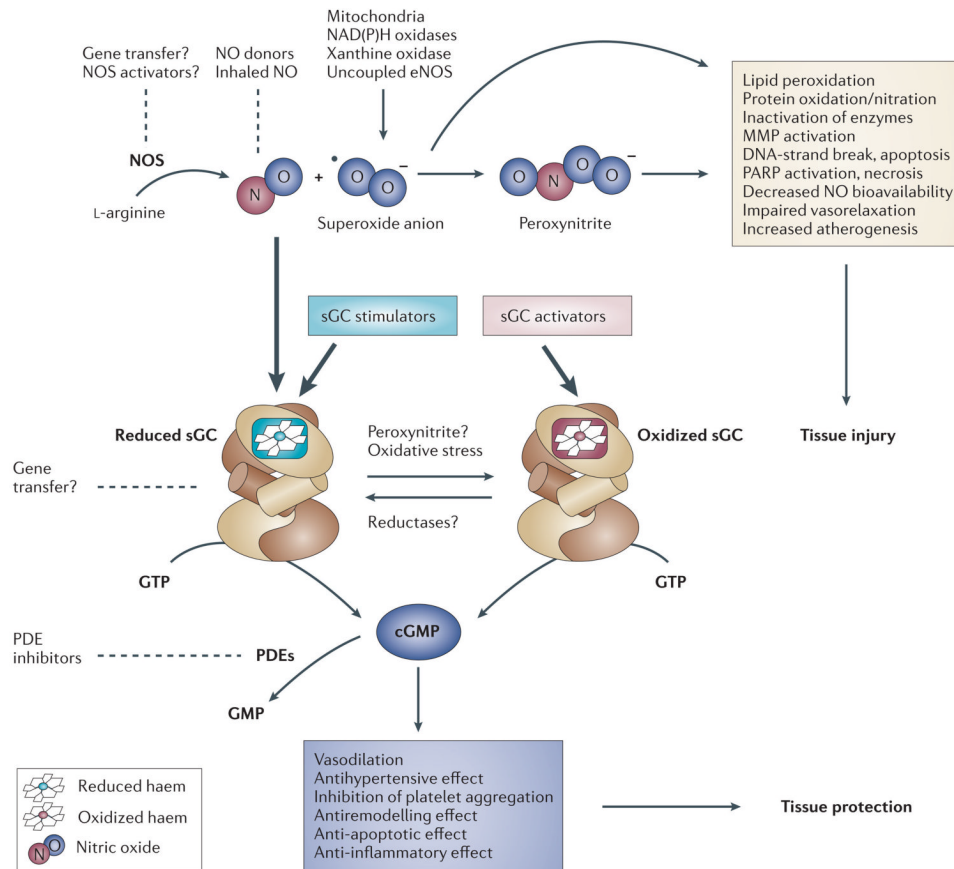 Mitochondria
NAD(P)H oxidases
Xanthine oxidase
Uncoupled eNOS
Gene transfer?
NOS activators?
NO donors
Inhaled NO
Lipid peroxidation
Protein oxidation/nitration
Inactivation of enzymes
MMP activation
DNA-strand break, apoptosis
PARP activation, necrosis
Decreased NO bioavailability
Impaired vasorelaxation
Increased atherogenesis
NOS
L-arginine
N O
+
• O O −
O N O O −
Superoxide anion
Peroxynitrite
sGC stimulators
sGC activators
Reduced sGC
Peroxynitrite?
Oxidative stress
Oxidized sGC
Tissue injury
Gene
transfer?
Reductases?
GTP
GTP
cGMP
PDE
inhibitors
PDEs
GMP
Vasodilation
Antihypertensive effect
Inhibition of platelet aggregation
Antiremodelling effect
Anti-apoptotic effect
Anti-inflammatory effect
Tissue protection
Reduced haem
Oxidized haem
N O Nitric oxide